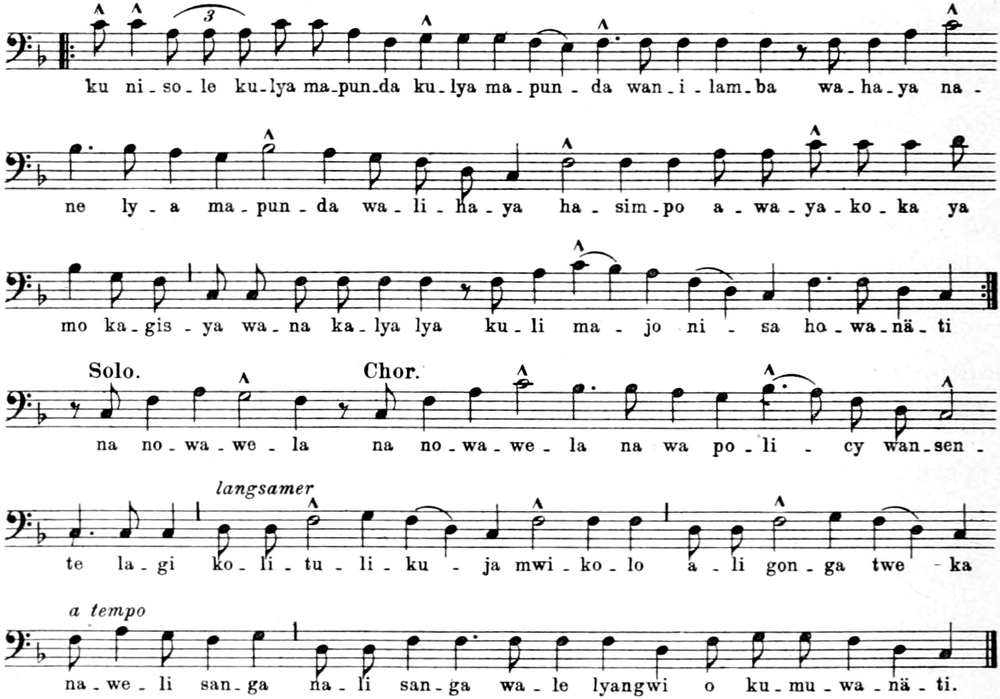 3
ku ni - so - le ku - lya ma - pun - da ku - lya ma - pun - da wan - i - lam - ba wa - ha - ya na -
ne ly - a ma - pun - da wa - li - ha - ya ha - sim - po a - wa - ya - ko - ka ya
mo ka - gis - ya wa - na ka - lya lya ku - li ma - jo ni - sa ho - wa - nä - ti
Solo. Chor.
na no - wa - we - la na no - wa - we - la na wa po - li - cy wan - sen -
langsamer
te la - gi ko - li - tu - li - ku - ja mwi - ko - lo a - li gon - ga twe - ka
a tempo
na - we - li san - ga na - li san - ga wa - le lyangwi o ku - mu - wa - nä - ti.